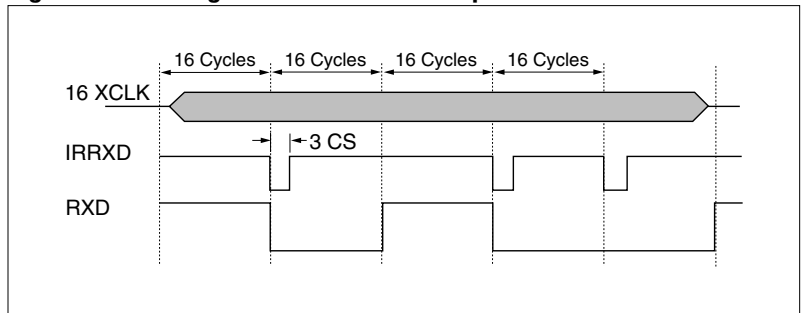 16 Cycles 16 Cycles 16 Cycles 16 Cycles
16 XCLK
3 CS
IRRXD
RXD